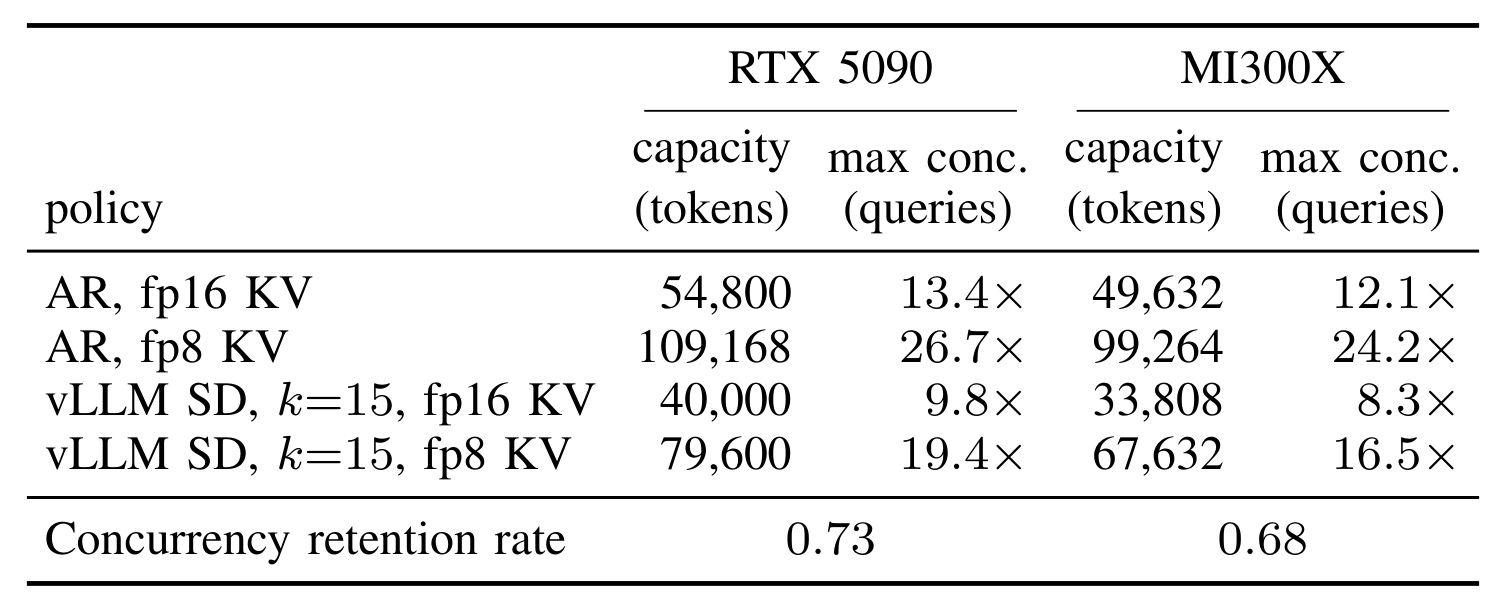 RTX 5090 MI300X
capacity max conc. capacity max conc.
policy (tokens) (queries) (tokens) (queries)
AR, fp16 KV 54,800 13.4× 49,632 12.1×
AR, fp8 KV 109,168 26.7× 99,264 24.2×
vLLM SD, k=15, fp16 KV 40,000 9.8× 33,808 8.3×
vLLM SD, k=15, fp8 KV 79,600 19.4× 67,632 16.5×
Concurrency retention rate 0.73 0.68